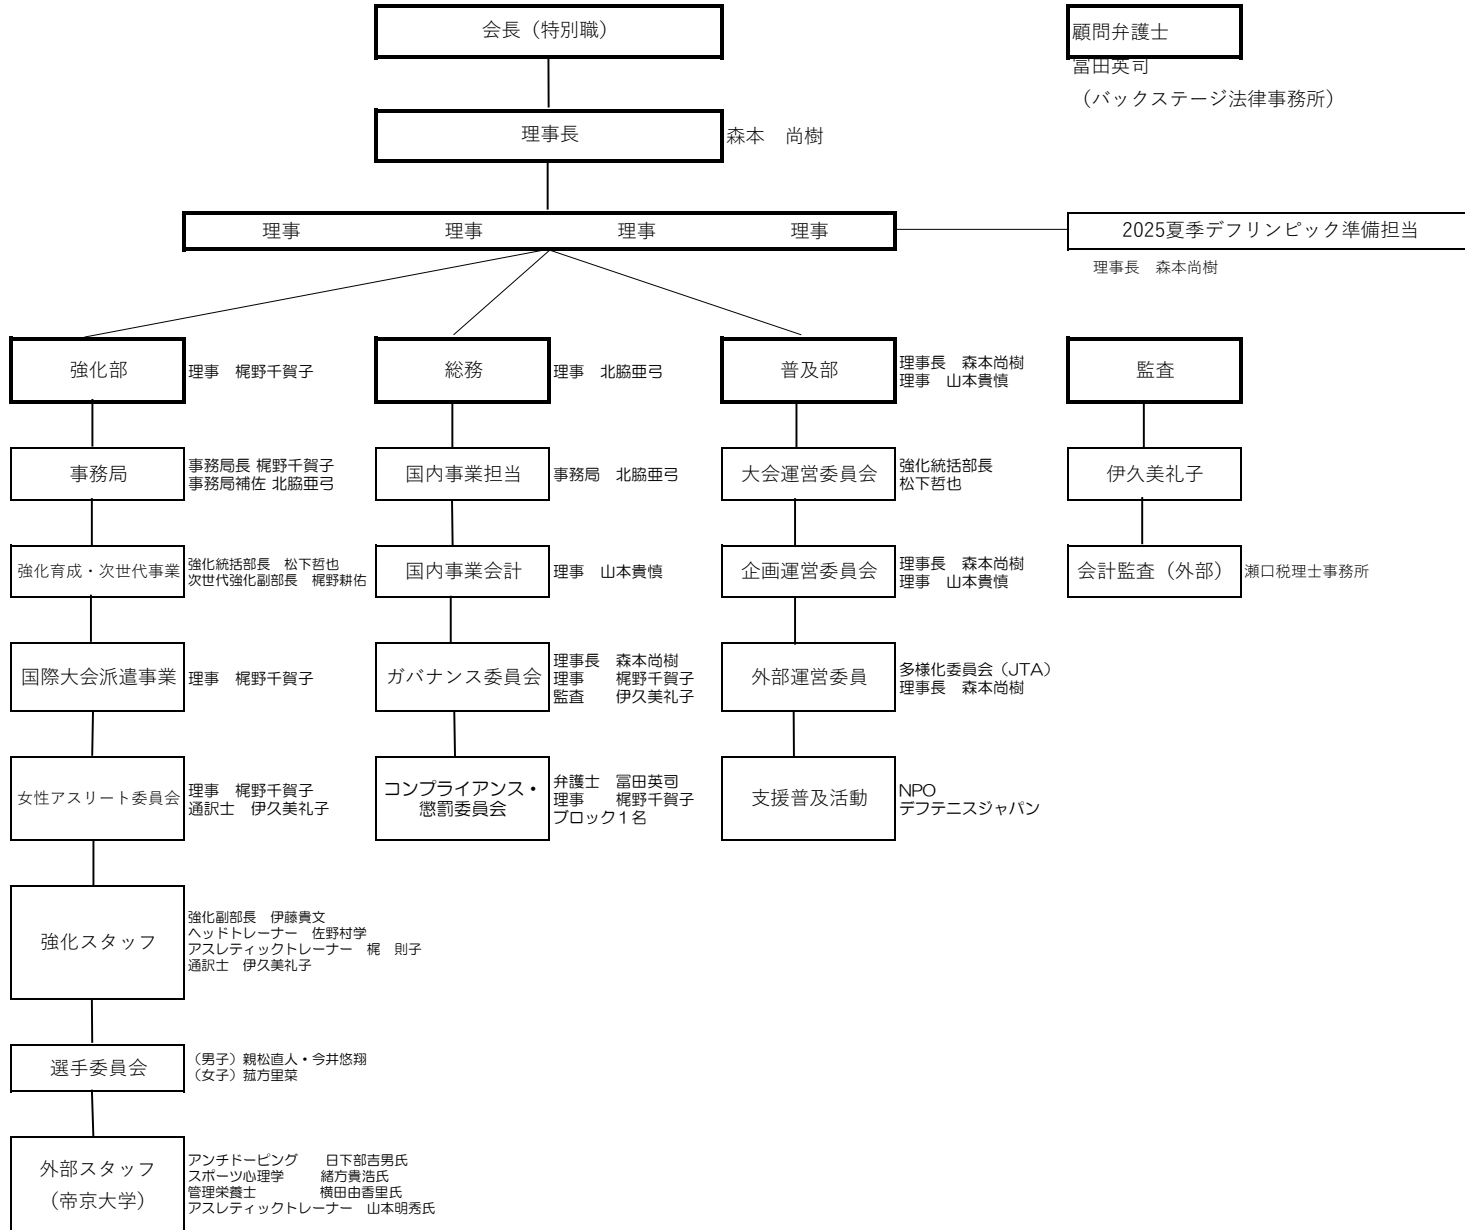 会長（特別職）
顧問弁護士
冨田英司
（バックステージ法律事務所）
理事長
森本　尚樹
理事　理事　理事　理事
2025夏季デフリンピック準備担当
理事長　森本尚樹
強化部
理事　梶野千賀子
総務
理事　北脇亜弓
普及部
理事長　森本尚樹
理事　山本貴慎
監査
事務局
事務局長 梶野千賀子
事務局補佐 北脇亜弓
国内事業担当
事務局　北脇亜弓
大会運営委員会
強化統括部長
松下哲也
伊久美礼子
強化育成・次世代事業
強化統括部長　松下哲也
次世代強化副部長　梶野耕佑
国内事業会計
理事　山本貴慎
企画運営委員会
理事長　森本尚樹
理事　山本貴慎
会計監査（外部）
瀬口税理士事務所
国際大会派遣事業
理事　梶野千賀子
ガバナンス委員会
理事長　森本尚樹
理事　梶野千賀子
監査　伊久美礼子
外部運営委員
多様化委員会（JTA）
理事長　森本尚樹
女性アスリート委員会
理事　梶野千賀子
通訳士　伊久美礼子
コンプライアンス・
懲罰委員会
弁護士　冨田英司
理事　梶野千賀子
ブロック１名
支援普及活動
NPO
デフテニスジャパン
強化スタッフ
強化副部長　伊藤貴文
ヘッドトレーナー　佐野村学
アスレティックトレーナー　梶　則子
通訳士　伊久美礼子
選手委員会
（男子）親松直人・今井悠翔
（女子）菰方里菜
外部スタッフ
（帝京大学）
アンチドーピング　日下部吉男氏
スポーツ心理学　緒方貴浩氏
管理栄養士　横田由香里氏
アスレティックトレーナー　山本明秀氏